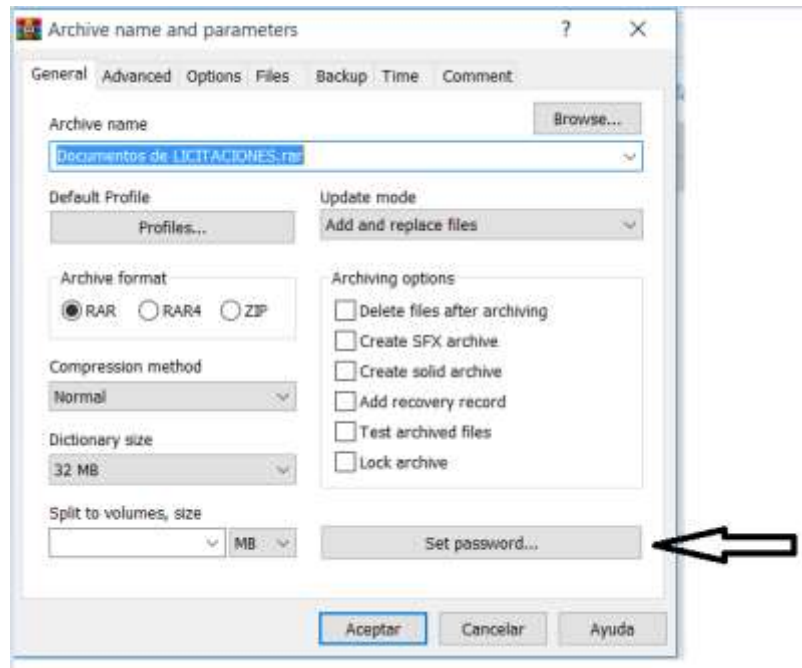 Archive name and parameters
? ×
General Advanced Options Files Backup Time Comment
Archive name
Browse...
Documentos de LICITACIONES.rar
Default Profile
Update mode
Profiles...
Add and replace files
Archive format
Archiving options
RAR RAR4 ZIP
Delete files after archiving
Create SFX archive
Compression method
Create solid archive
Normal
Add recovery record
Dictionary size
Test archived files
32 MB
Lock archive
Split to volumes, size
MB
Set password...
Aceptar Cancelar Ayuda